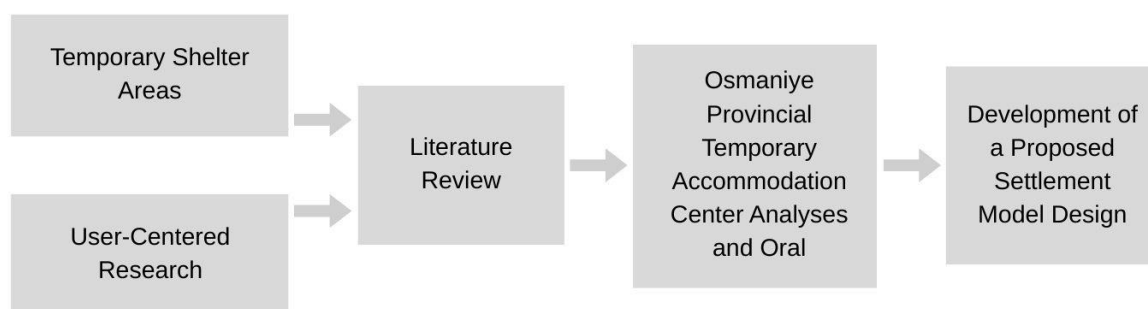 Temporary Shelter
Areas
User-Centered
Research
Literature
Review
Osmaniye
Provincial
Temporary
Accommodation
Center Analyses
and Oral
Development of
a Proposed
Settlement
Model Design